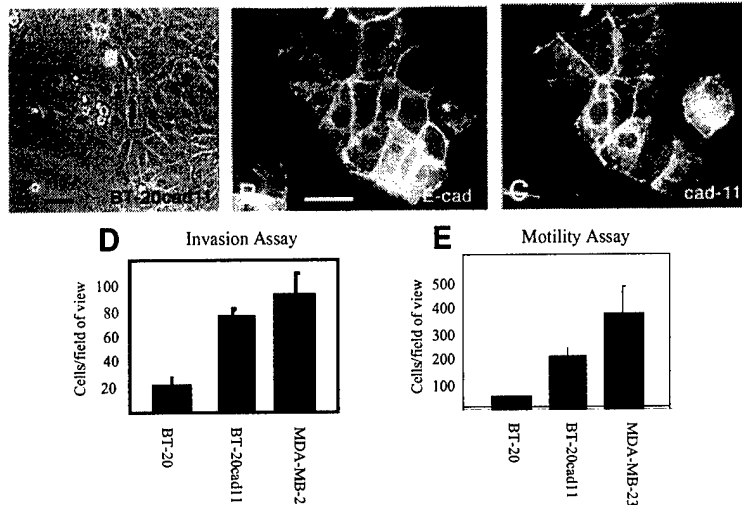 BT-20cad11
B
E-cad
C
cad-11
D
Invasion Assay
Cells/field of view
100
80
60
40
20
BT-20
BT-20cad11
MDA-MB-2
E
Motility Assay
Cells/field of view
500
400
300
200
100
BT-20
BT-20cad11
MDA-MB-23